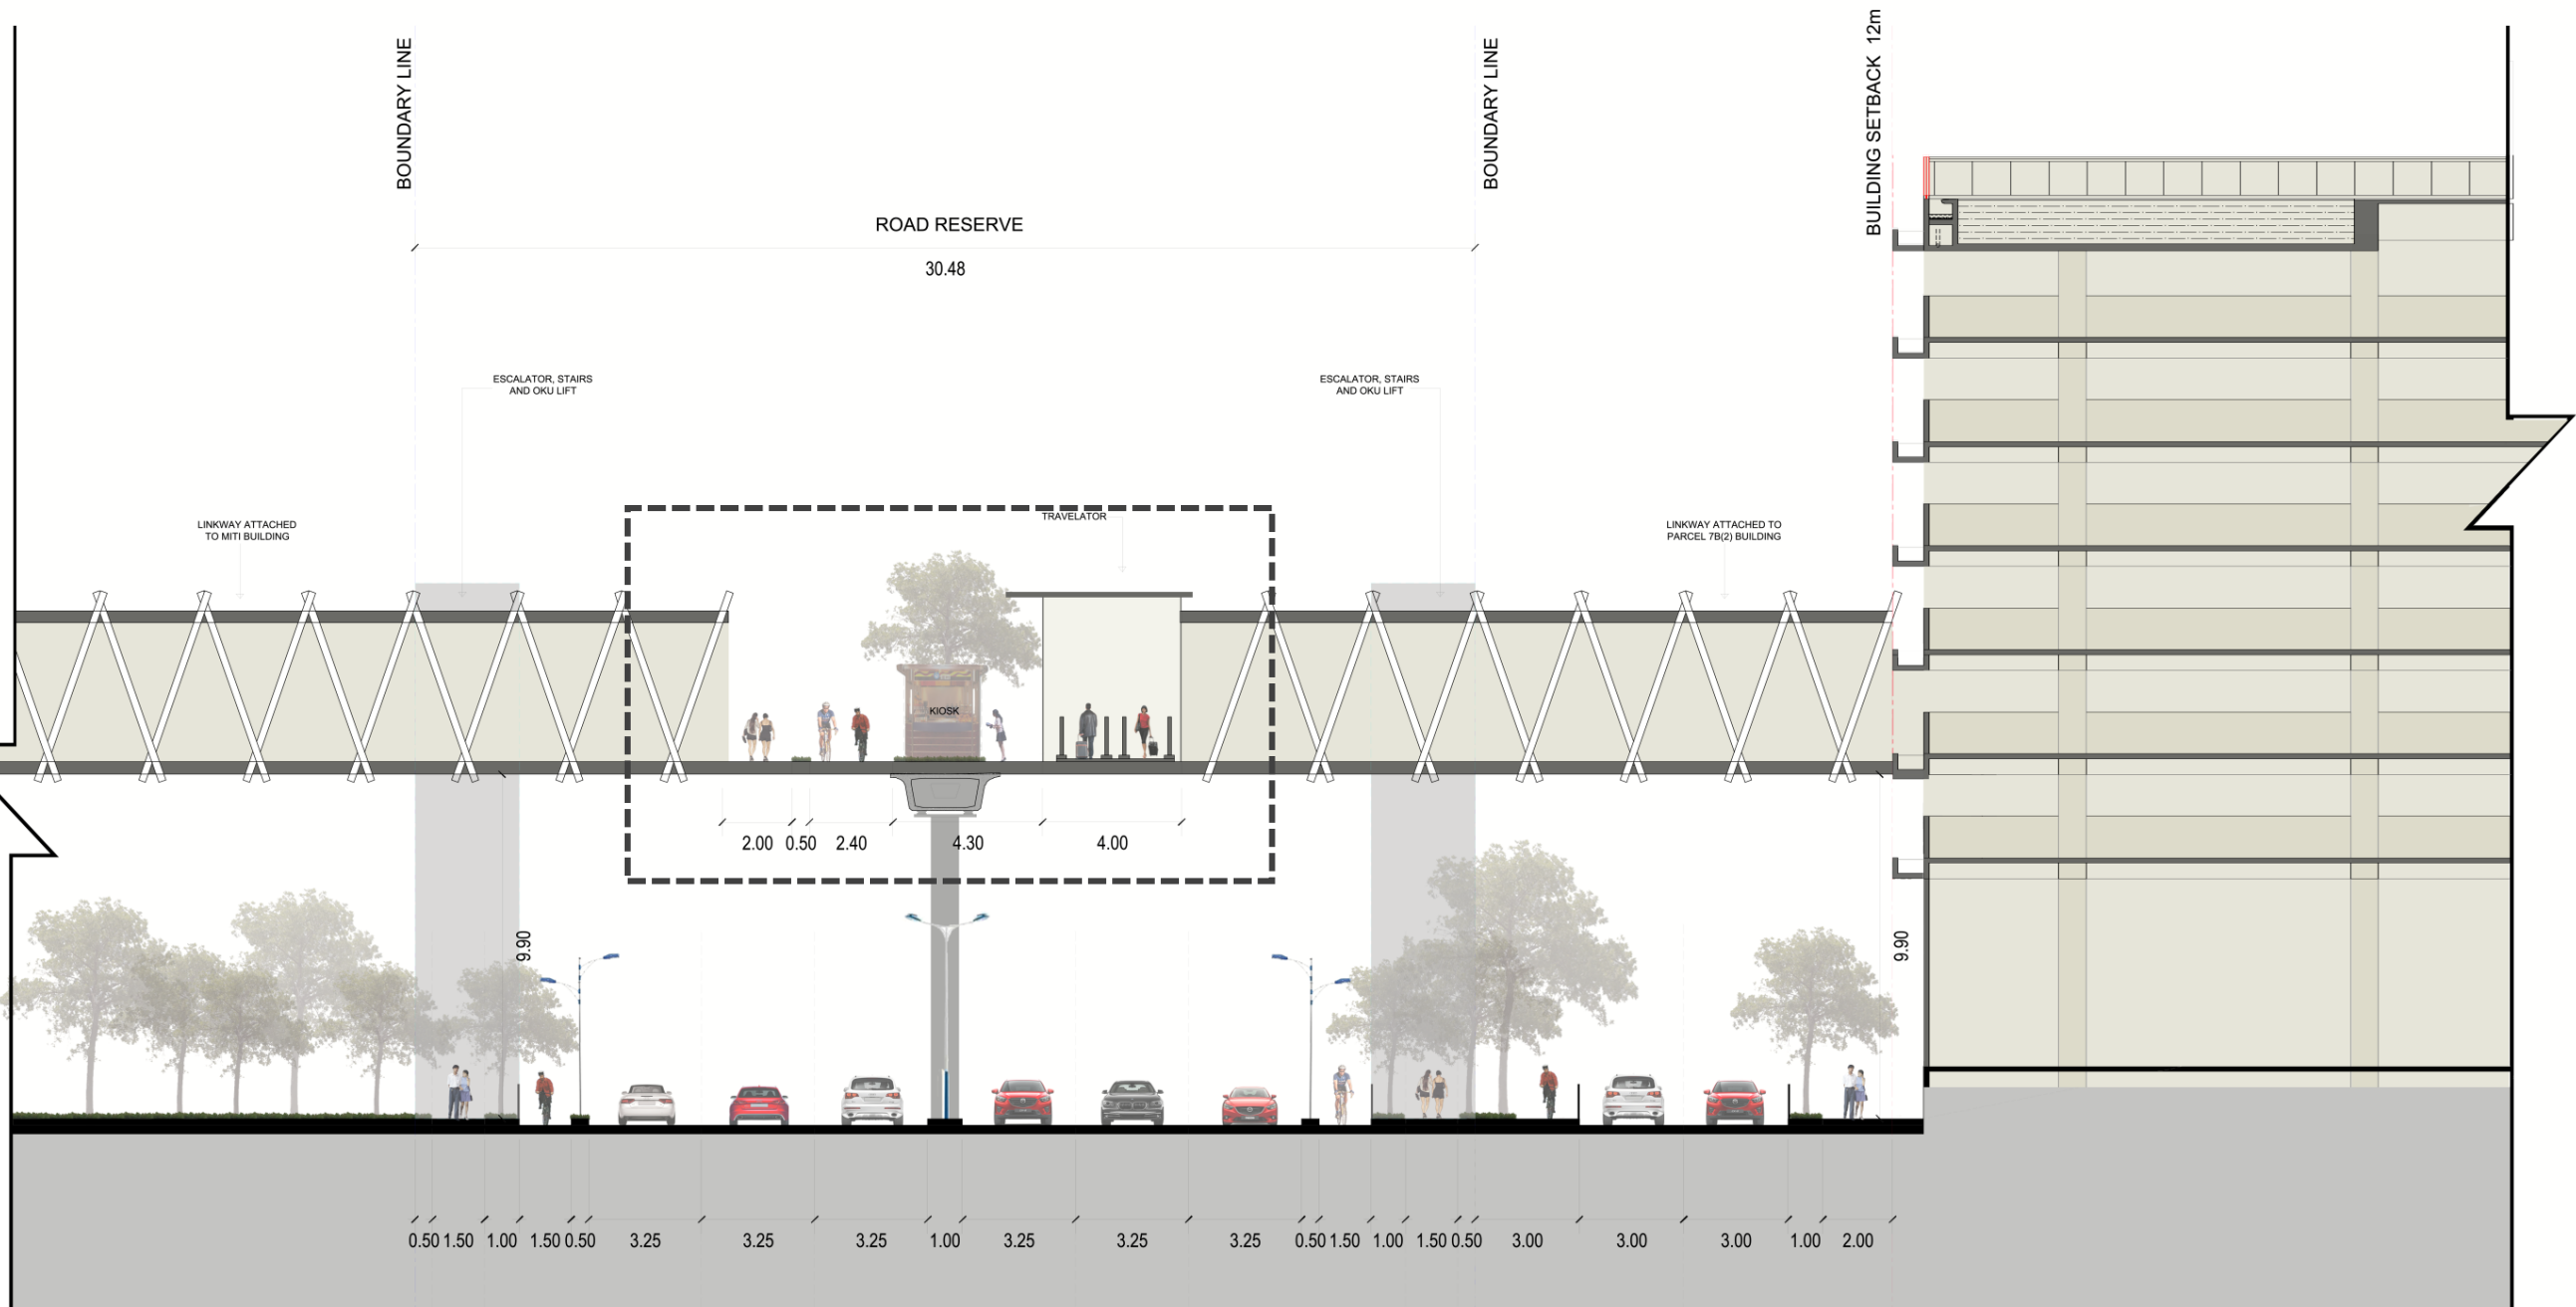 BOUNDARY LINE
BOUNDARY LINE
BUILDING SETBACK 12m
ROAD RESERVE
30.48
ESCALATOR, STAIRS
AND OKU LIFT
ESCALATOR, STAIRS
AND OKU LIFT
LINKWAY ATTACHED
TO MITI BUILDING
TRAVELATOR
LINKWAY ATTACHED TO
PARCEL 7B(2) BUILDING
KIOSK
2.00 0.50 2.40 4.30 4.00
9.90
9.90
0.50 1.50 1.00 1.50 0.50 3.25 3.25 3.25 1.00 3.25 3.25 3.25 0.50 1.50 1.00 1.50 0.50 3.00 3.00 3.00 1.00 2.00